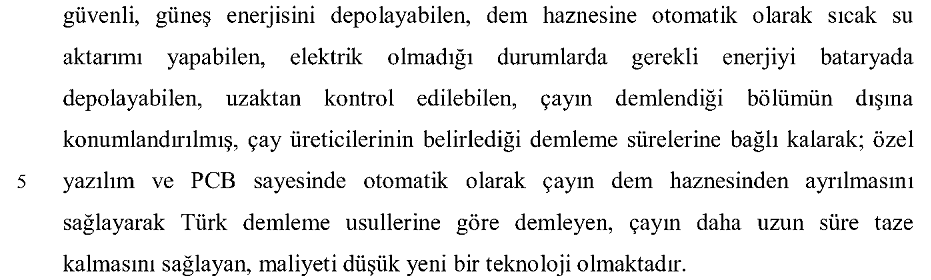 güvenli, güneş enerjisini depolayabilen, dem haznesine otomatik olarak sıcak su
aktarımı yapabilen, elektrik olmadığı durumlarda gerekli enerjiyi bataryada
depolayabilen, uzaktan kontrol edilebilen, çayın demlendiği bölümün dışına
konumlandırılmış, çay üreticilerinin belirlediği demleme sürelerine bağlı kalarak; özel
5 yazılım ve PCB sayesinde otomatik olarak çayın dem haznesinden ayrılmasını
sağlayarak Türk demleme usullerine göre demleyen, çayın daha uzun süre taze
kalmasını sağlayan, maliyeti düşük yeni bir teknoloji olmaktadır.